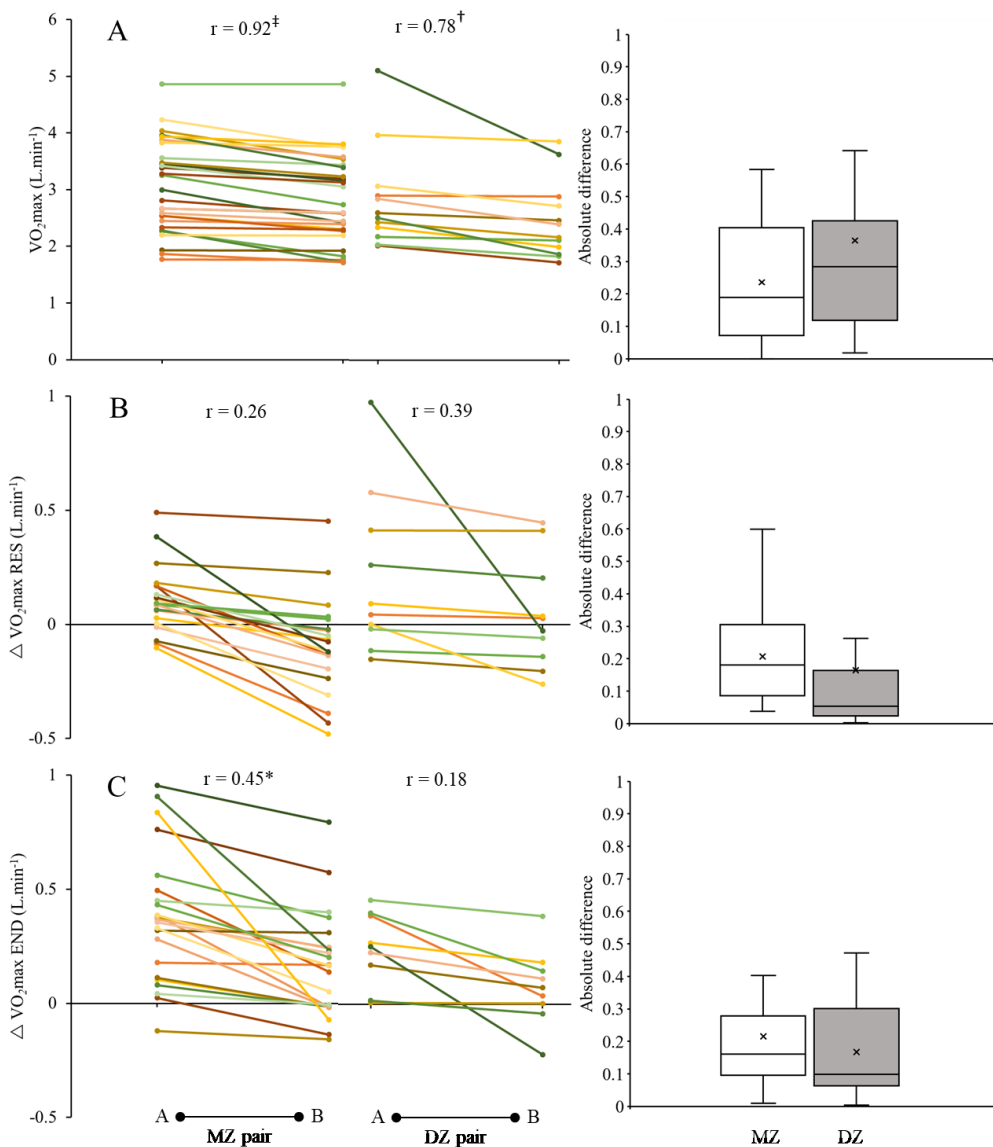 A
r = 0.92‡
r = 0.78†
VO₂max (L.min⁻¹)
6
5
4
3
2
1
0
Absolute difference
1
0.9
0.8
0.7
0.6
0.5
0.4
0.3
0.2
0.1
0
B
r = 0.26
r = 0.39
△ VO₂max RES (L.min⁻¹)
1
0.5
0
-0.5
Absolute difference
1
0.9
0.8
0.7
0.6
0.5
0.4
0.3
0.2
0.1
0
C
r = 0.45*
r = 0.18
△ VO₂max END (L.min⁻¹)
1
0.5
0
-0.5
A B A B
MZ pair DZ pair
Absolute difference
1
0.9
0.8
0.7
0.6
0.5
0.4
0.3
0.2
0.1
0
MZ DZ